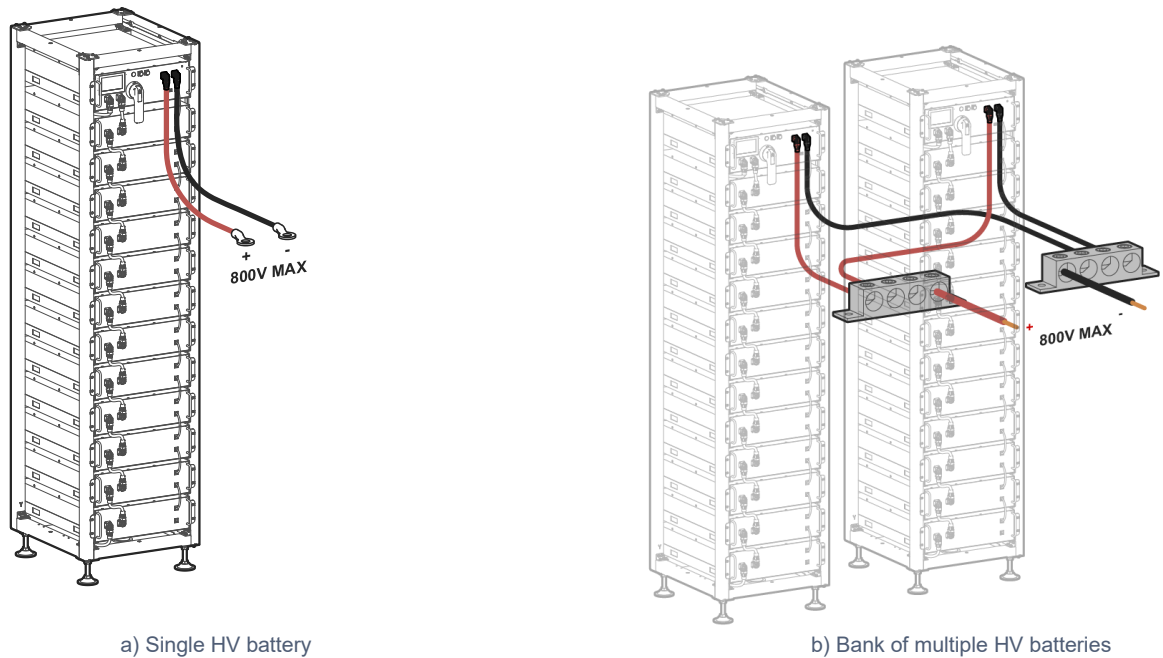 + -
800V MAX
+ -
800V MAX
a) Single HV battery
b) Bank of multiple HV batteries